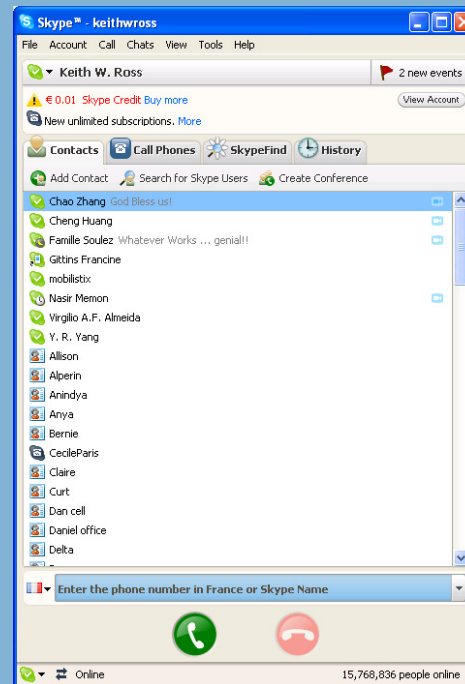 Skype™ - keithwross
File Account Call Chats View Tools Help
Keith W. Ross 2 new events
€ 0.01 Skype Credit Buy more View Account
New unlimited subscriptions. More
Contacts Call Phones SkypeFind History
Add Contact Search for Skype Users Create Conference
Chao Zhang God Bless us!
Cheng Huang
Famille Soulez Whatever Works ... genial!!
Gittins Francine
mobilistix
Nasir Memon
Virgilio A.F. Almeida
Y. R. Yang
Allison
Alperin
Anindya
Anya
Bernie
CecileParis
Claire
Curt
Dan cell
Daniel office
Delta
Enter the phone number in France or Skype Name
Online 15,768,836 people online